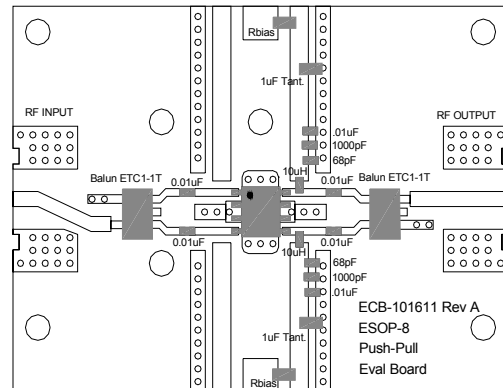 Rbias
1uF Tant.
RF INPUT
RF OUTPUT
.01uF
1000pF
68pF
Balun ETC1-1T
0.01uF
10uH
0.01uF
Balun ETC1-1T
0.01uF
10uH
0.01uF
68pF
1000pF
.01uF
1uF Tant.
Rbias
ECB-101611 Rev A
ESOP-8
Push-Pull
Eval Board